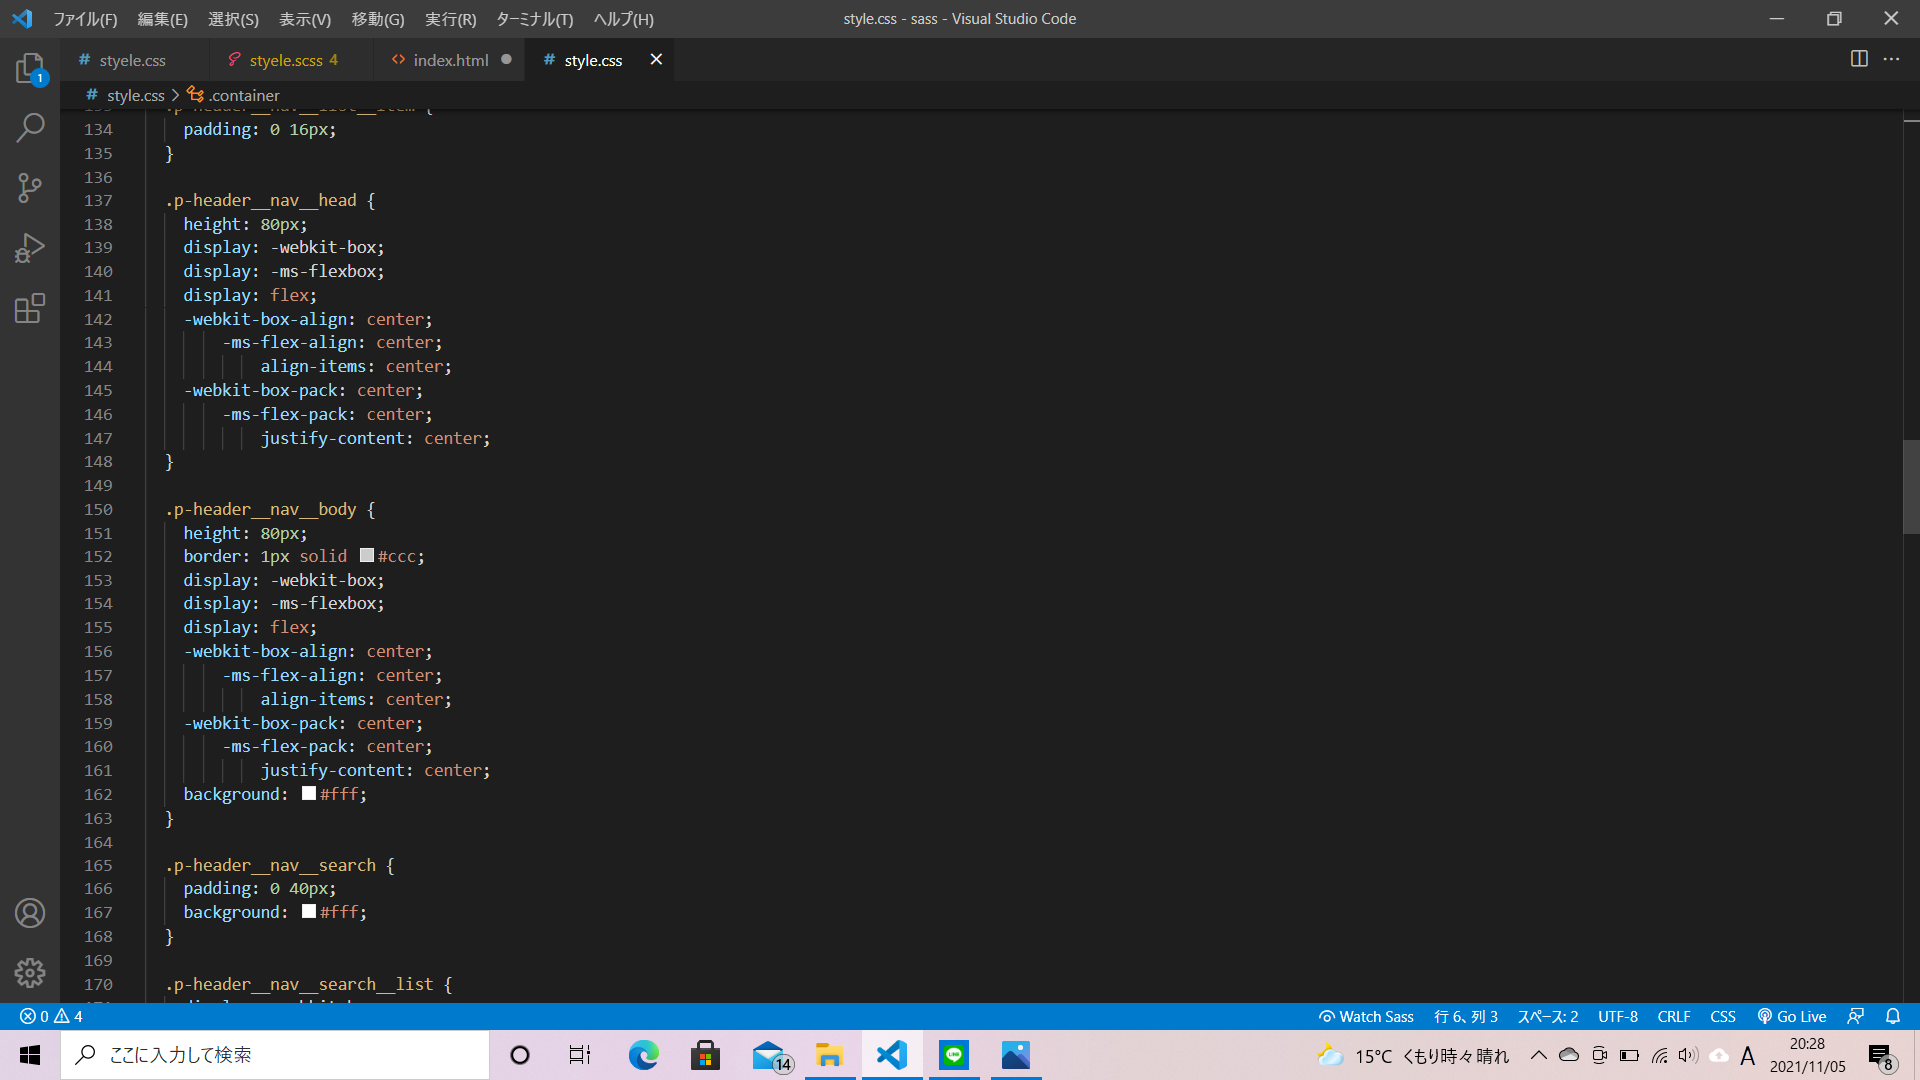 ファイル(F) 編集(E) 選択(S) 表示(V) 移動(G) 実行(R) ターミナル(T) ヘルプ(H) style.css - sass - Visual Studio Code
# styele.css styele.scss 4 <> index.html # style.css
1
# style.css > .container
.p-header__nav__list__item {
134 padding: 0 16px;
135 }
136
137 .p-header__nav__head {
138 height: 80px;
139 display: -webkit-box;
140 display: -ms-flexbox;
141 display: flex;
142 -webkit-box-align: center;
143 -ms-flex-align: center;
144 align-items: center;
145 -webkit-box-pack: center;
146 -ms-flex-pack: center;
147 justify-content: center;
148 }
149
150 .p-header__nav__body {
151 height: 80px;
152 border: 1px solid #ccc;
153 display: -webkit-box;
154 display: -ms-flexbox;
155 display: flex;
156 -webkit-box-align: center;
157 -ms-flex-align: center;
158 align-items: center;
159 -webkit-box-pack: center;
160 -ms-flex-pack: center;
161 justify-content: center;
162 background: #fff;
163 }
164
165 .p-header__nav__search {
166 padding: 0 40px;
167 background: #fff;
168 }
169
170 .p-header__nav__search__list {
0 4 Watch Sass 行 6、列 3 スペース: 2 UTF-8 CRLF CSS Go Live
ここに入力して検索 14 LINE 15°C くもり時々晴れ A 20:28
2021/11/05 8